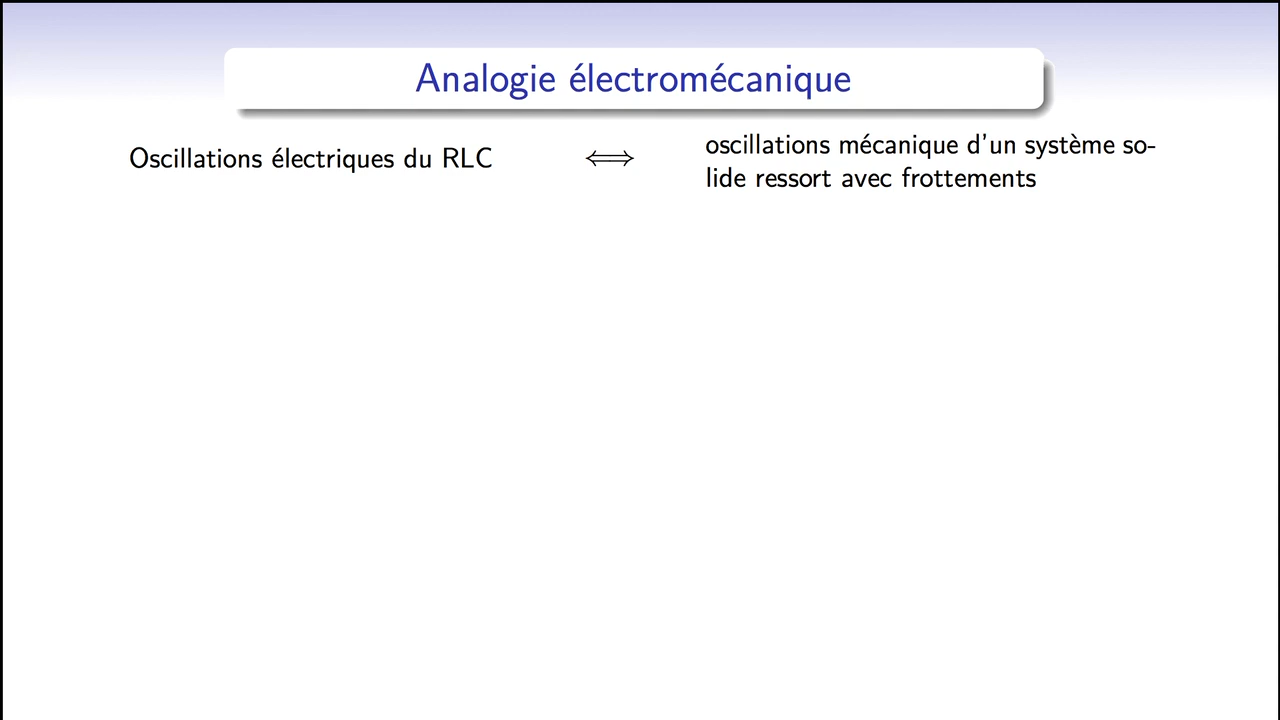 Analogie électromécanique
Oscillations électriques du RLC
⟺
oscillations mécanique d'un système so-
lide ressort avec frottements